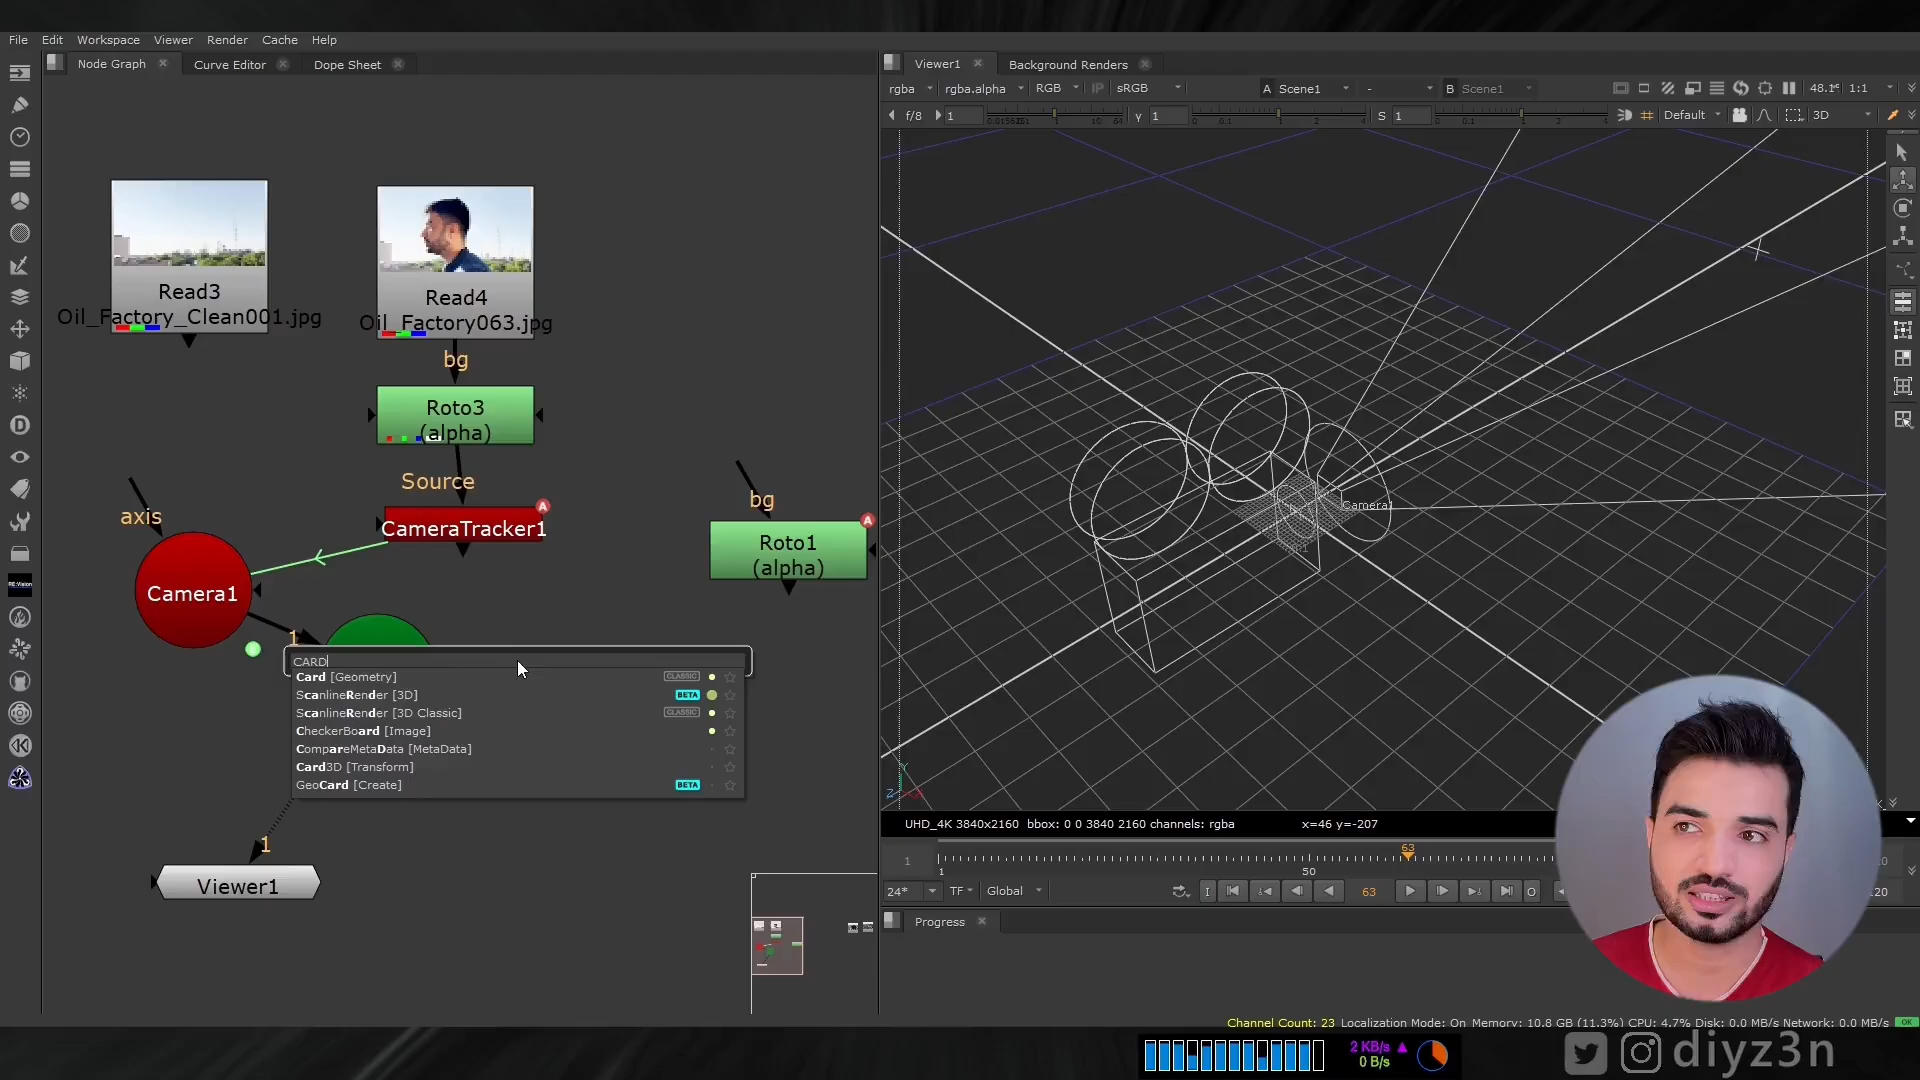 File Edit Workspace Viewer Render Cache Help
Node Graph Curve Editor Dope Sheet
Viewer1 Background Renders
rgba rgba.alpha RGB IP sRGB A Scene1 - B Scene1 48.1 1:1
f/8 1 γ 1 S 1 Default 3D
Read3
Oil_Factory_Clean001.jpg
Read4
Oil_Factory063.jpg
bg
Roto3
(alpha)
Source
CameraTracker1
axis
Camera1
1
bg
Roto1
(alpha)
CARD
Card [Geometry] CLASSIC
ScanlineRender [3D] BETA
ScanlineRender [3D Classic] CLASSIC
CheckerBoard [Image]
CompareMetaData [MetaData]
Card3D [Transform]
GeoCard [Create] BETA
1
Viewer1
Camera1
Y
Z X
UHD_4K 3840x2160 bbox: 0 0 3840 2160 channels: rgba x=46 y=-207
1 63
1 50
24* TF Global I 63 O 120
Progress
Channel Count: 23 Localization Mode: On Memory: 10.8 GB (11.3%) CPU: 4.7% Disk: 0.0 MB/s Network: 0.0 MB/s OK
2 KB/s
0 B/s
diyz3n